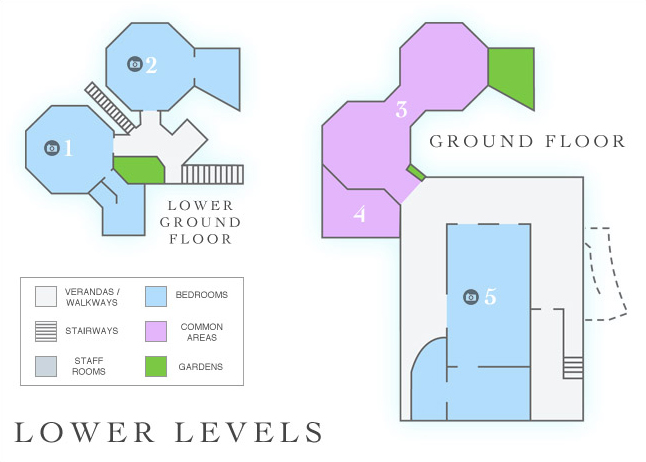 2
1
3
GROUND FLOOR
4
LOWER
GROUND
FLOOR
5
VERANDAS /
WALKWAYS
BEDROOMS
STAIRWAYS
COMMON
AREAS
STAFF
ROOMS
GARDENS
LOWER LEVELS